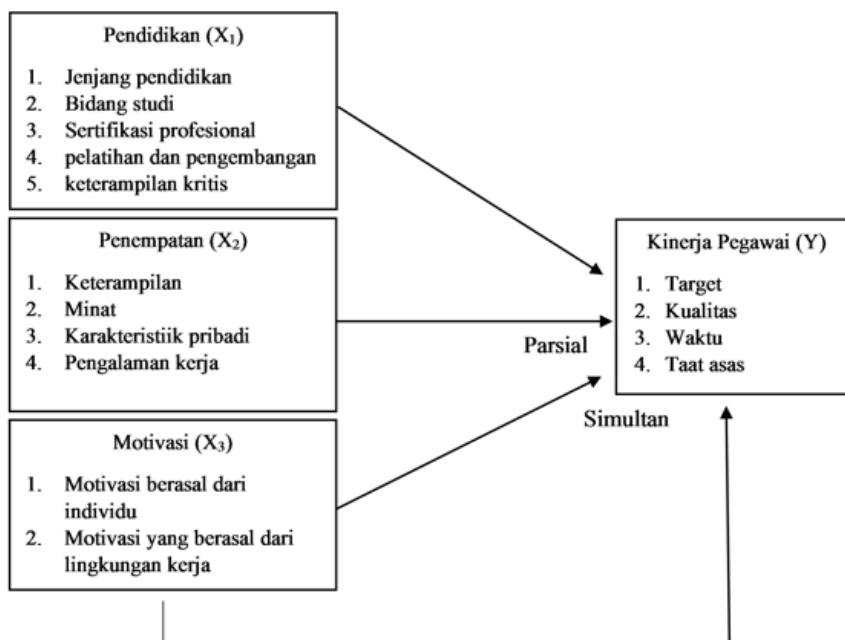 Pendidikan (X₁)
1. Jenjang pendidikan
2. Bidang studi
3. Sertifikasi profesional
4. pelatihan dan pengembangan
5. keterampilan kritis
Penempatan (X₂)
1. Keterampilan
2. Minat
3. Karakteristiik pribadi
4. Pengalaman kerja
Motivasi (X₃)
1. Motivasi berasal dari
individu
2. Motivasi yang berasal dari
lingkungan kerja
Parsial
Simultan
Kinerja Pegawai (Y)
1. Target
2. Kualitas
3. Waktu
4. Taat asas